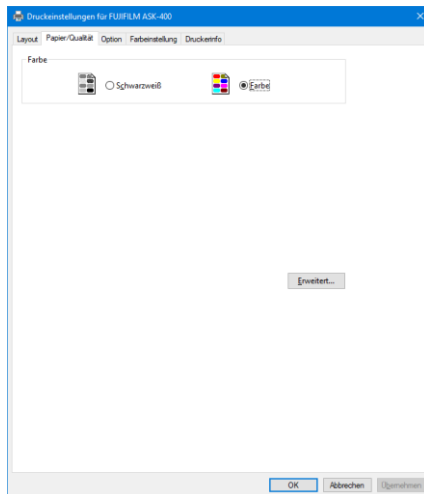 Druckeinstellungen für FUJIFILM ASK-400
Layout Papier/Qualität Option Farbeinstellung Druckerinfo
Farbe
Schwarzweiß Farbe
Erweitert...
OK Abbrechen Übernehmen